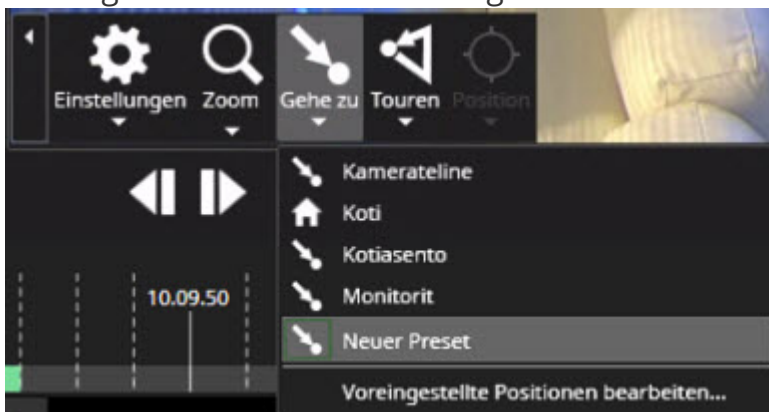 Einstellungen Zoom Gehe zu Touren Position
Kamerateline
Koti
Kotiasento
10.09.50 Monitorit
Neuer Preset
Voreingestellte Positionen bearbeiten...